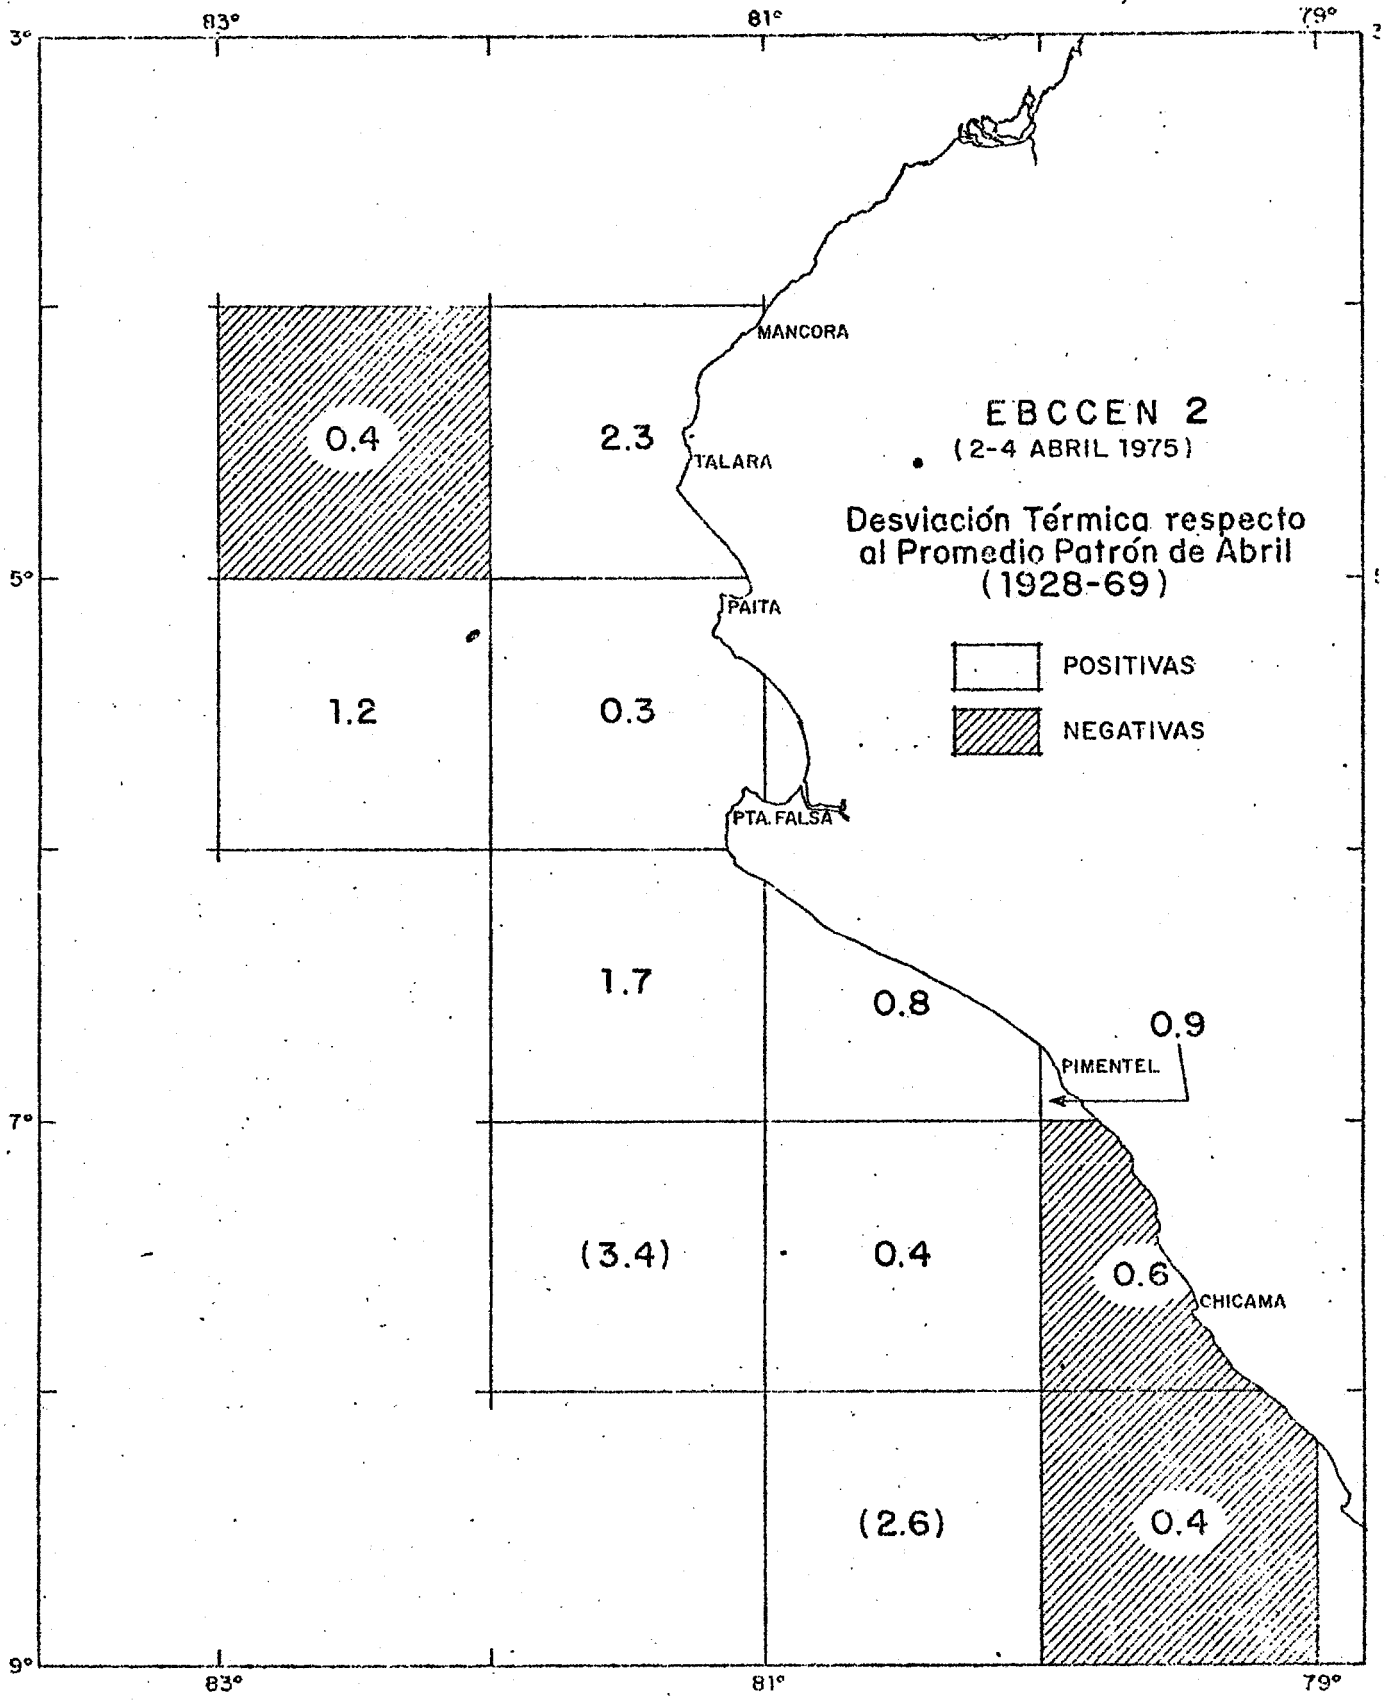 83° 81° 79°
3°
MANCORA
0.4 2.3
TALARA
EBCCEN 2
(2-4 ABRIL 1975)
Desviación Térmica respecto
al Promedio Patrón de Abril
(1928-69)
5°
PAITA
POSITIVAS
NEGATIVAS
1.2 0.3
PTA. FALSA
1.7 0.8
0.9
PIMENTEL
7°
(3.4) 0.4 0.6
CHICAMA
(2.6) 0.4
9°
83° 81° 79°